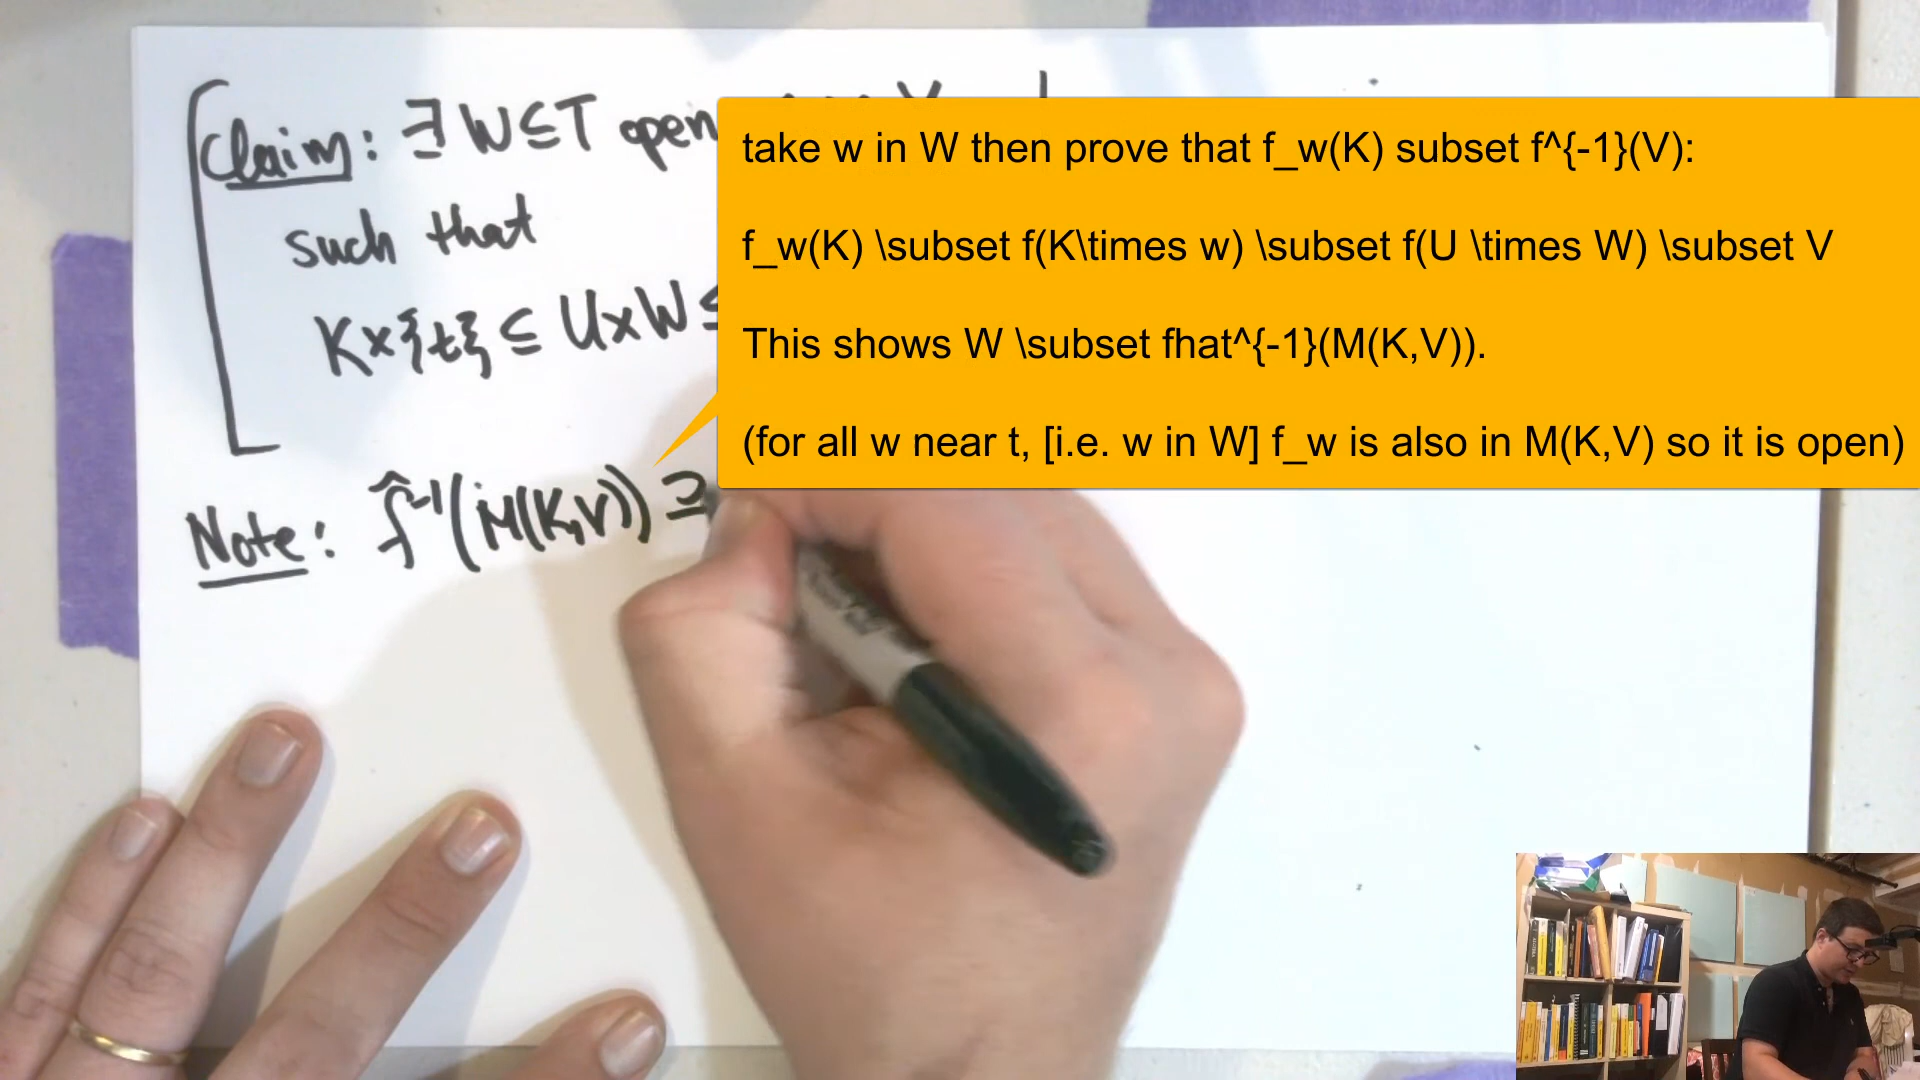 Claim: ∃ W⊆T open
such that
K×{t} ⊆ U×W ⊆
Note: f̂⁻¹(M(K,V)) ⊇
take w in W then prove that f_w(K) subset f^{-1}(V):
f_w(K) \subset f(K\times w) \subset f(U \times W) \subset V
This shows W \subset fhat^{-1}(M(K,V)).
(for all w near t, [i.e. w in W] f_w is also in M(K,V) so it is open)